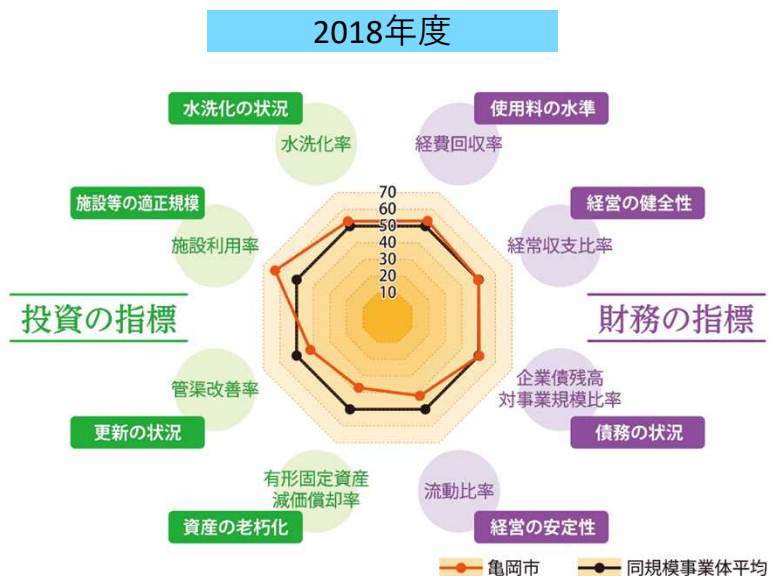 2018年度
水洗化の状況
水洗化率
使用料の水準
経費回収率
施設等の適正規模
施設利用率
経営の健全性
経常収支比率
70
60
50
40
30
20
10
投資の指標
財務の指標
管渠改善率
更新の状況
企業債残高
対事業規模比率
債務の状況
有形固定資産
減価償却率
資産の老朽化
流動比率
経営の安定性
亀岡市
同規模事業体平均